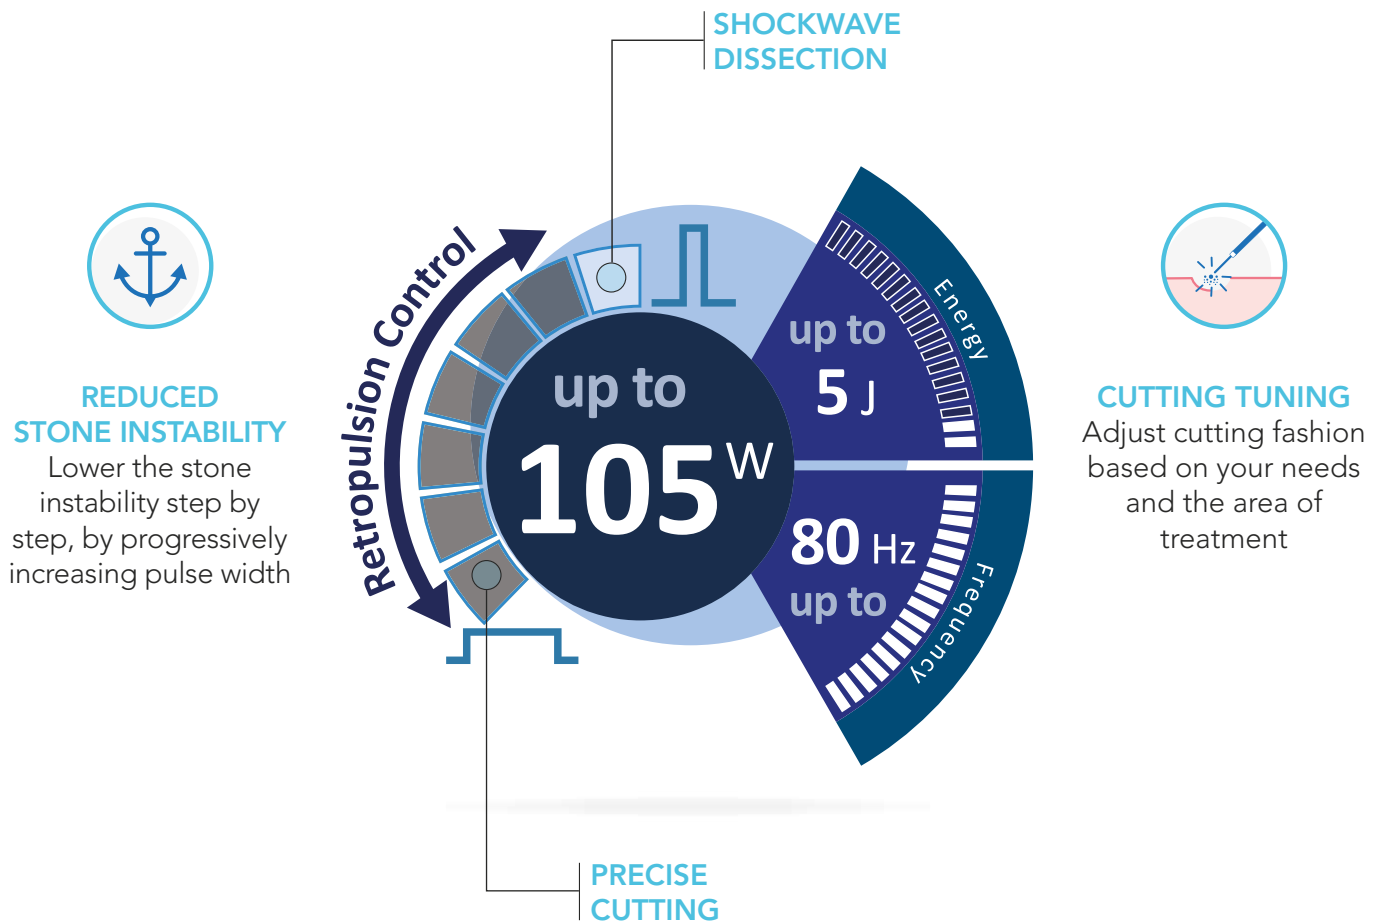 SHOCKWAVE
DISSECTION
Retropulsion Control
REDUCED
STONE INSTABILITY
Lower the stone
instability step by
step, by progressively
increasing pulse width
up to
105 W
Energy
up to
5 J
80 Hz
up to
Frequency
CUTTING TUNING
Adjust cutting fashion
based on your needs
and the area of
treatment
PRECISE
CUTTING